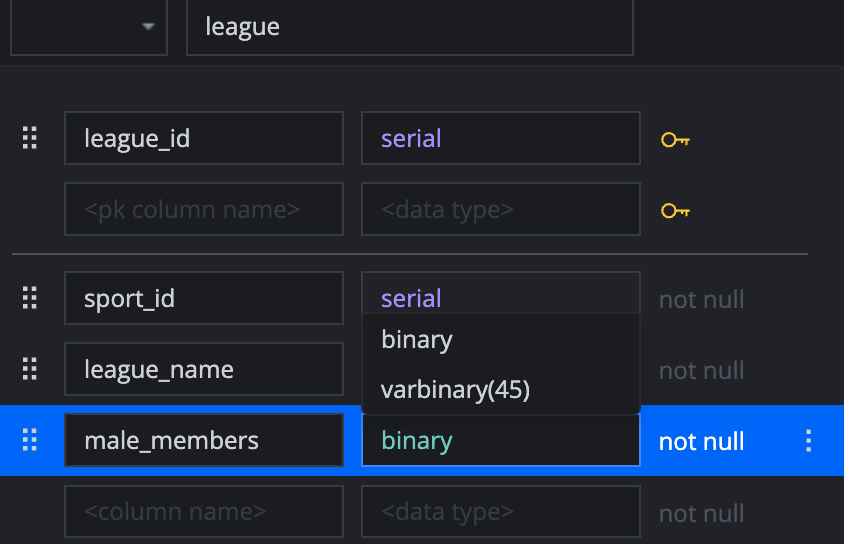 league
league_id serial
<pk column name> <data type>
sport_id serial not null
binary
league_name not null
varbinary(45)
male_members binary not null
<column name> <data type> not null